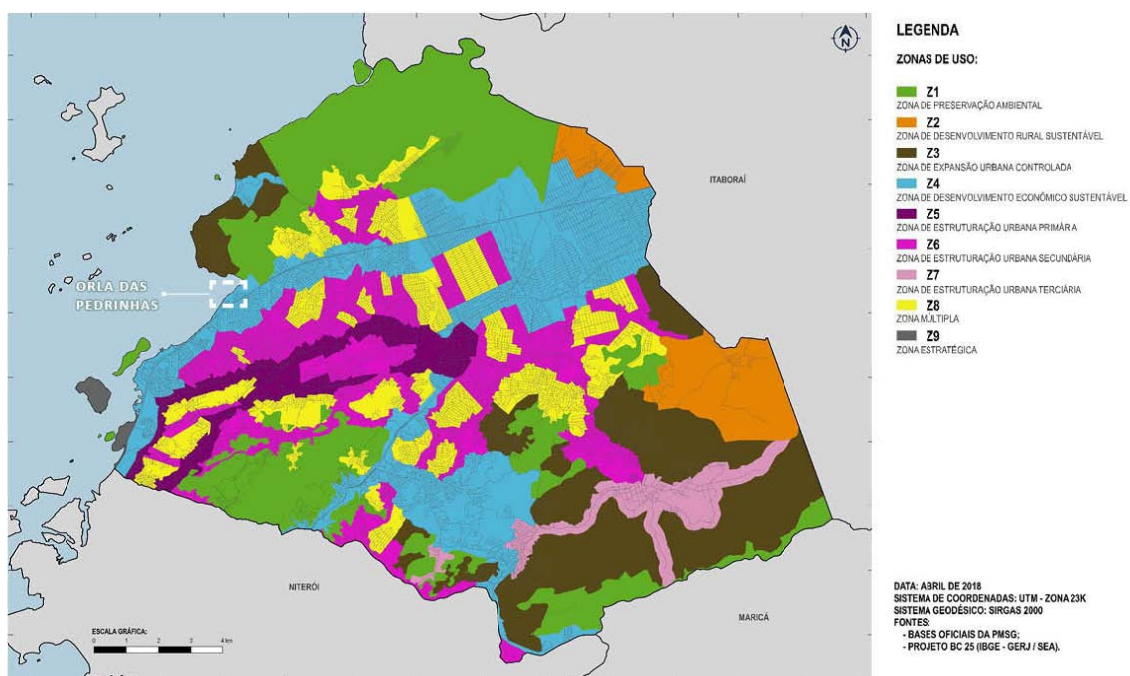 N
ITABORAÍ
ORLA DAS
PEDRINHAS
NITERÓI
MARICÁ
ESCALA GRÁFICA:
0 1 2 3 4 km
LEGENDA
ZONAS DE USO:
Z1
ZONA DE PRESERVAÇÃO AMBIENTAL
Z2
ZONA DE DESENVOLVIMENTO RURAL SUSTENTÁVEL
Z3
ZONA DE EXPANSÃO URBANA CONTROLADA
Z4
ZONA DE DESENVOLVIMENTO ECONÔMICO SUSTENTÁVEL
Z5
ZONA DE ESTRUTURAÇÃO URBANA PRIMÁRIA
Z6
ZONA DE ESTRUTURAÇÃO URBANA SECUNDÁRIA
Z7
ZONA DE ESTRUTURAÇÃO URBANA TERCIÁRIA
Z8
ZONA MÚLTIPLA
Z9
ZONA ESTRATÉGICA
DATA: ABRIL DE 2018
SISTEMA DE COORDENADAS: UTM - ZONA 23K
SISTEMA GEODÉSICO: SIRGAS 2000
FONTES:
- BASES OFICIAIS DA PMSG;
- PROJETO BC 25 (IBGE - GERJ / SEA).